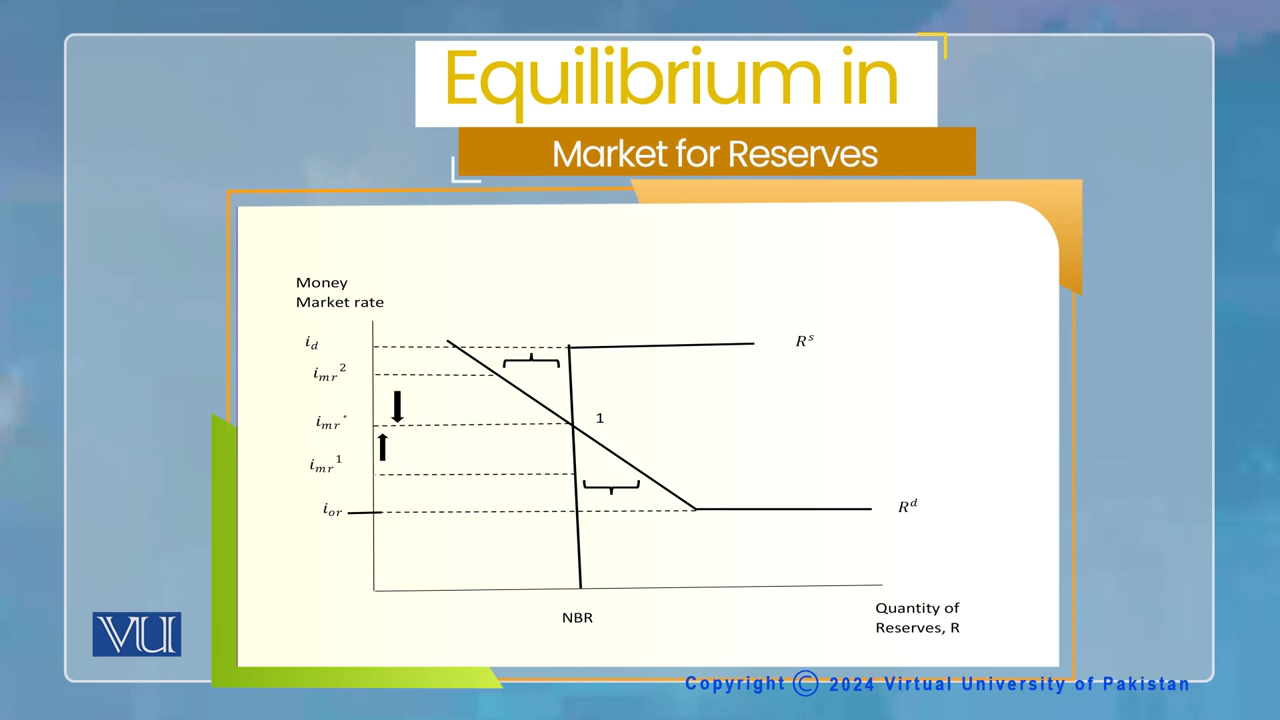 Equilibrium in
Market for Reserves
Money
Market rate
i_d
i_mr^2
i_mr^*
i_mr^1
i_or
1
R^s
R^d
NBR
Quantity of
Reserves, R
VU
Copyright © 2024 Virtual University of Pakistan